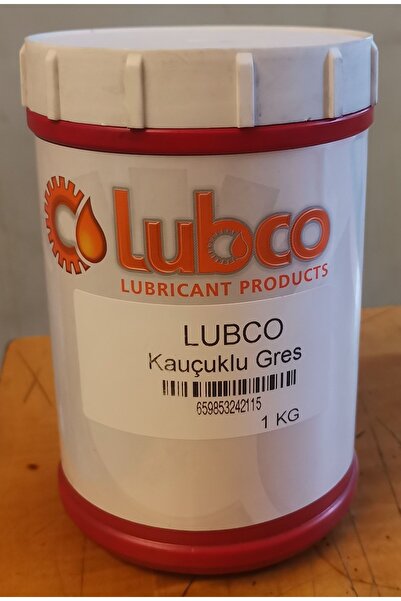 Lubco
LUBRICANT PRODUCTS
LUBCO
Kauçuklu Gres
659853242115
1 KG